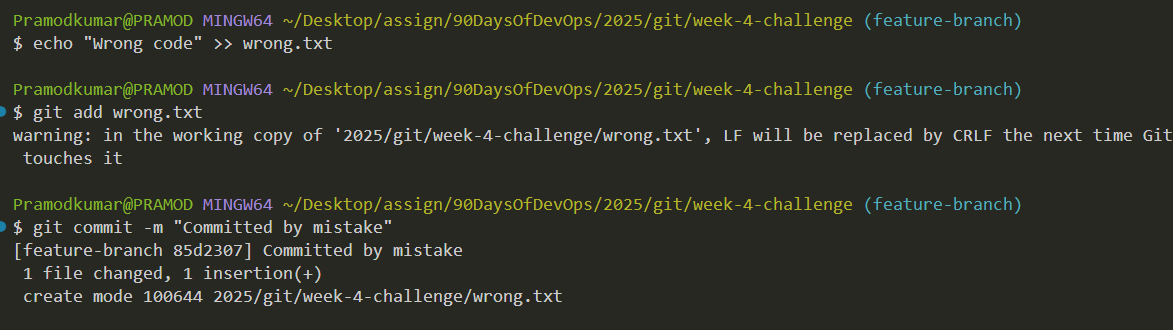 Pramodkumar@PRAMOD MINGW64 ~/Desktop/assign/90DaysOfDevOps/2025/git/week-4-challenge (feature-branch)
$ echo "Wrong code" >> wrong.txt
Pramodkumar@PRAMOD MINGW64 ~/Desktop/assign/90DaysOfDevOps/2025/git/week-4-challenge (feature-branch)
$ git add wrong.txt
warning: in the working copy of '2025/git/week-4-challenge/wrong.txt', LF will be replaced by CRLF the next time Git
touches it
Pramodkumar@PRAMOD MINGW64 ~/Desktop/assign/90DaysOfDevOps/2025/git/week-4-challenge (feature-branch)
$ git commit -m "Committed by mistake"
[feature-branch 85d2307] Committed by mistake
1 file changed, 1 insertion(+)
create mode 100644 2025/git/week-4-challenge/wrong.txt